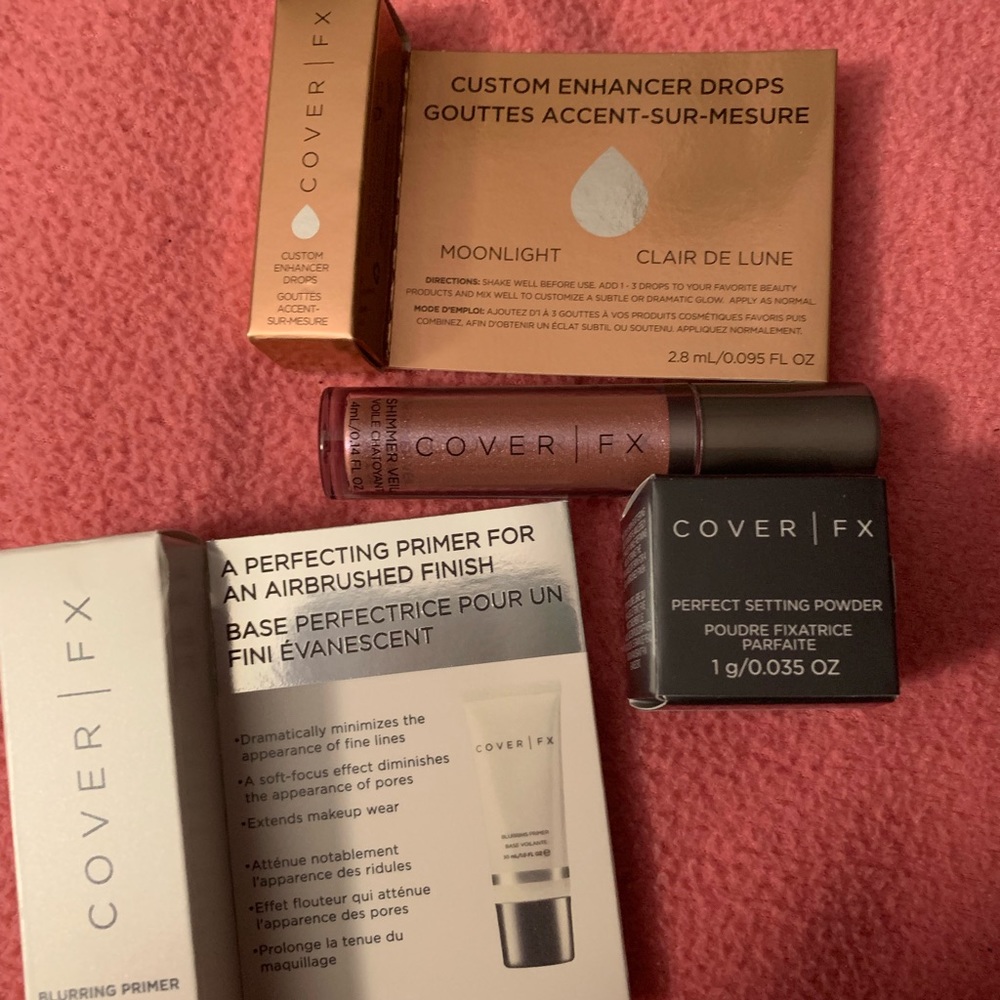 COVER | FX
CUSTOM
ENHANCER
DROPS
GOUTTES
ACCENT-
SUR-MESURE
CUSTOM ENHANCER DROPS
GOUTTES ACCENT-SUR-MESURE
MOONLIGHT CLAIR DE LUNE
DIRECTIONS: SHAKE WELL BEFORE USE. ADD 1 - 3 DROPS TO YOUR FAVORITE BEAUTY
PRODUCTS AND MIX WELL TO CUSTOMIZE A SUBTLE OR DRAMATIC GLOW. APPLY AS NORMAL.
MODE D'EMPLOI: AJOUTEZ D'1 À 3 GOUTTES À VOS PRODUITS COSMÉTIQUES FAVORIS PUIS
COMBINEZ, AFIN D'OBTENIR UN ÉCLAT SUBTIL OU SOUTENU. APPLIQUEZ NORMALEMENT.
2.8 mL/0.095 FL OZ
SHIMMER VEIL
VOILE CHATOYANT
4mL/0.14 FL OZ
COVER | FX
COVER | FX
PERFECT SETTING POWDER
POUDRE FIXATRICE
PARFAITE
1 g/0.035 OZ
COVER | FX
BLURRING PRIMER
A PERFECTING PRIMER FOR
AN AIRBRUSHED FINISH
BASE PERFECTRICE POUR UN
FINI ÉVANESCENT
•Dramatically minimizes the
appearance of fine lines
•A soft-focus effect diminishes
the appearance of pores
•Extends makeup wear
•Atténue notablement
l'apparence des ridules
•Effet flouteur qui atténue
l'apparence des pores
•Prolonge la tenue du
maquillage
COVER | FX
BLURRING PRIMER
BASE VOILANTE